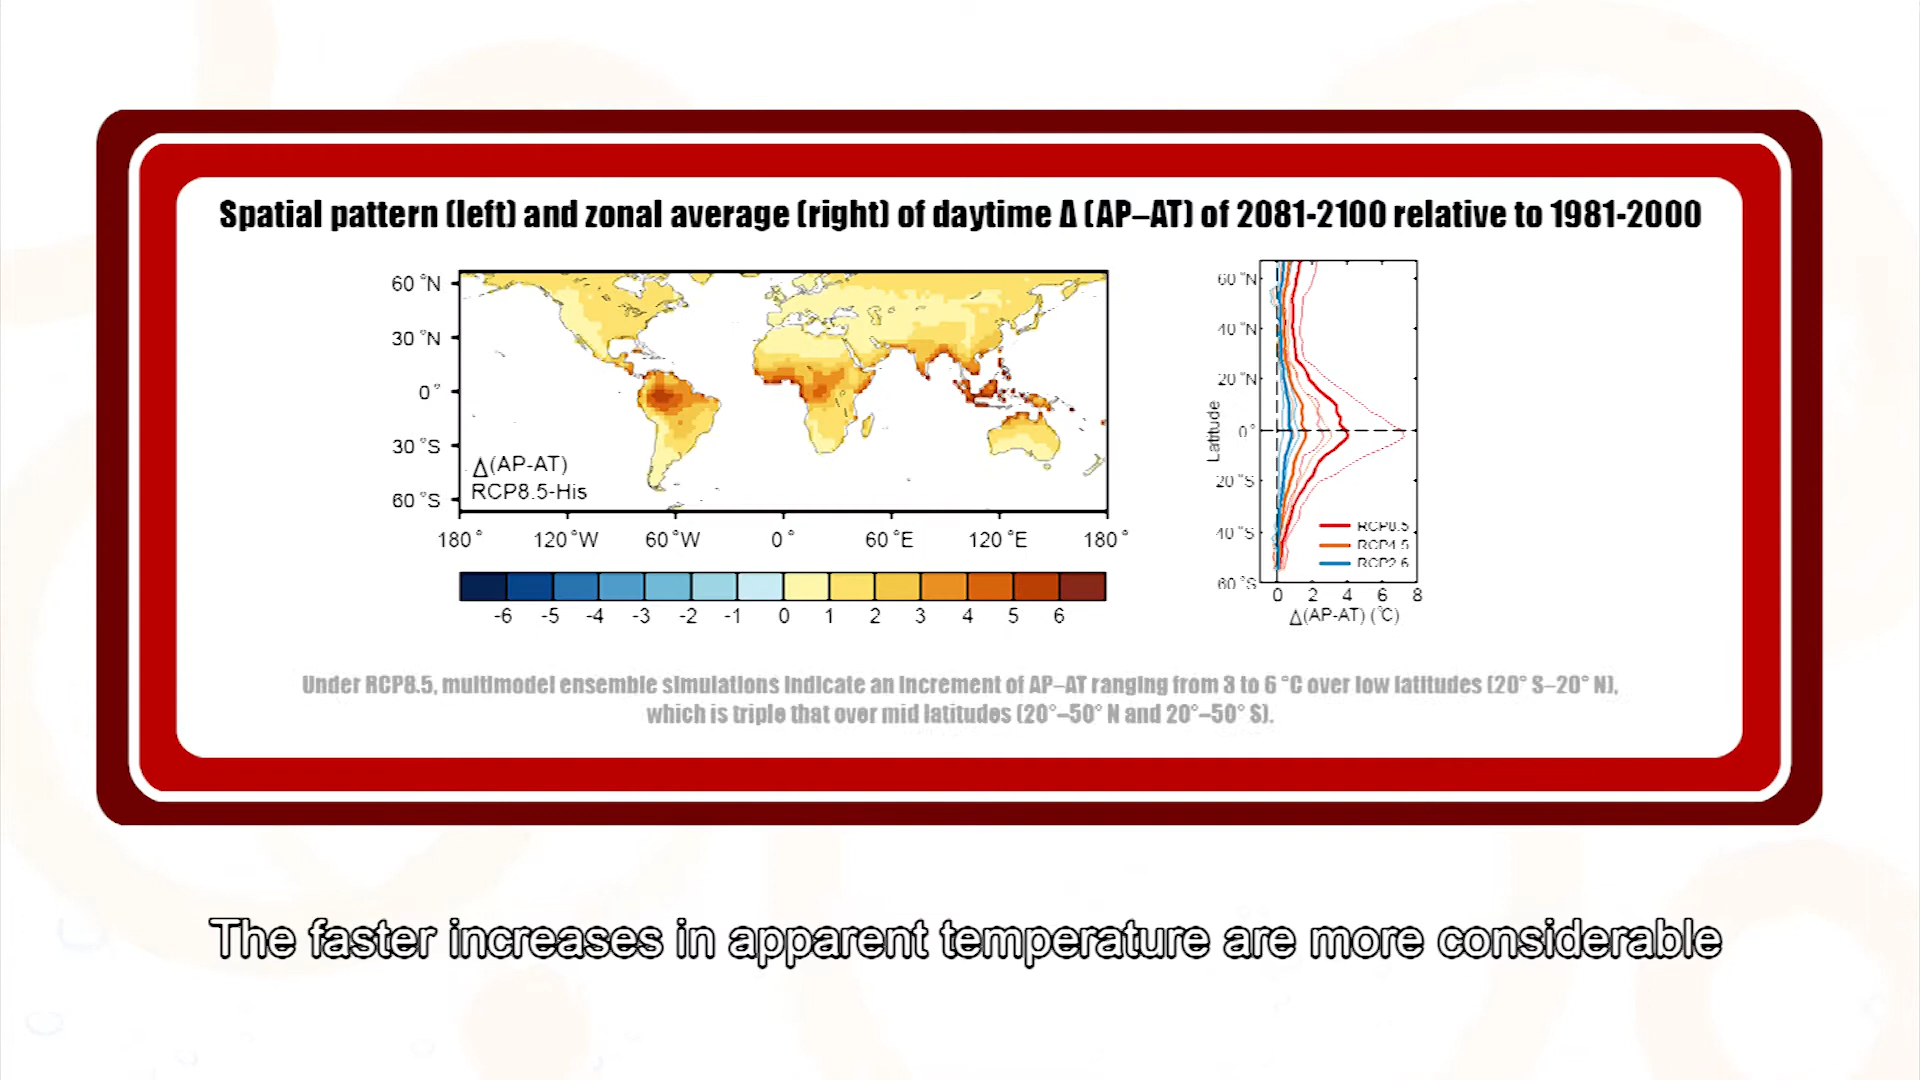 Spatial pattern (left) and zonal average (right) of daytime Δ (AP–AT) of 2081-2100 relative to 1981-2000
60 °N
30 °N
0 °
30 °S
60 °S
Δ(AP-AT)
RCP8.5-His
180 ° 120 °W 60 °W 0 ° 60 °E 120 °E 180 °
-6 -5 -4 -3 -2 -1 0 1 2 3 4 5 6
60 °N
40 °N
20 °N
0 °
20 °S
40 °S
60 °S
Latitude
RCP8.5
RCP4.5
RCP2.6
0 2 4 6 8
Δ(AP-AT) (°C)
Under RCP8.5, multimodel ensemble simulations indicate an increment of AP–AT ranging from 3 to 6 °C over low latitudes (20° S–20° N),
which is triple that over mid latitudes (20°–50° N and 20°–50° S).
The faster increases in apparent temperature are more considerable